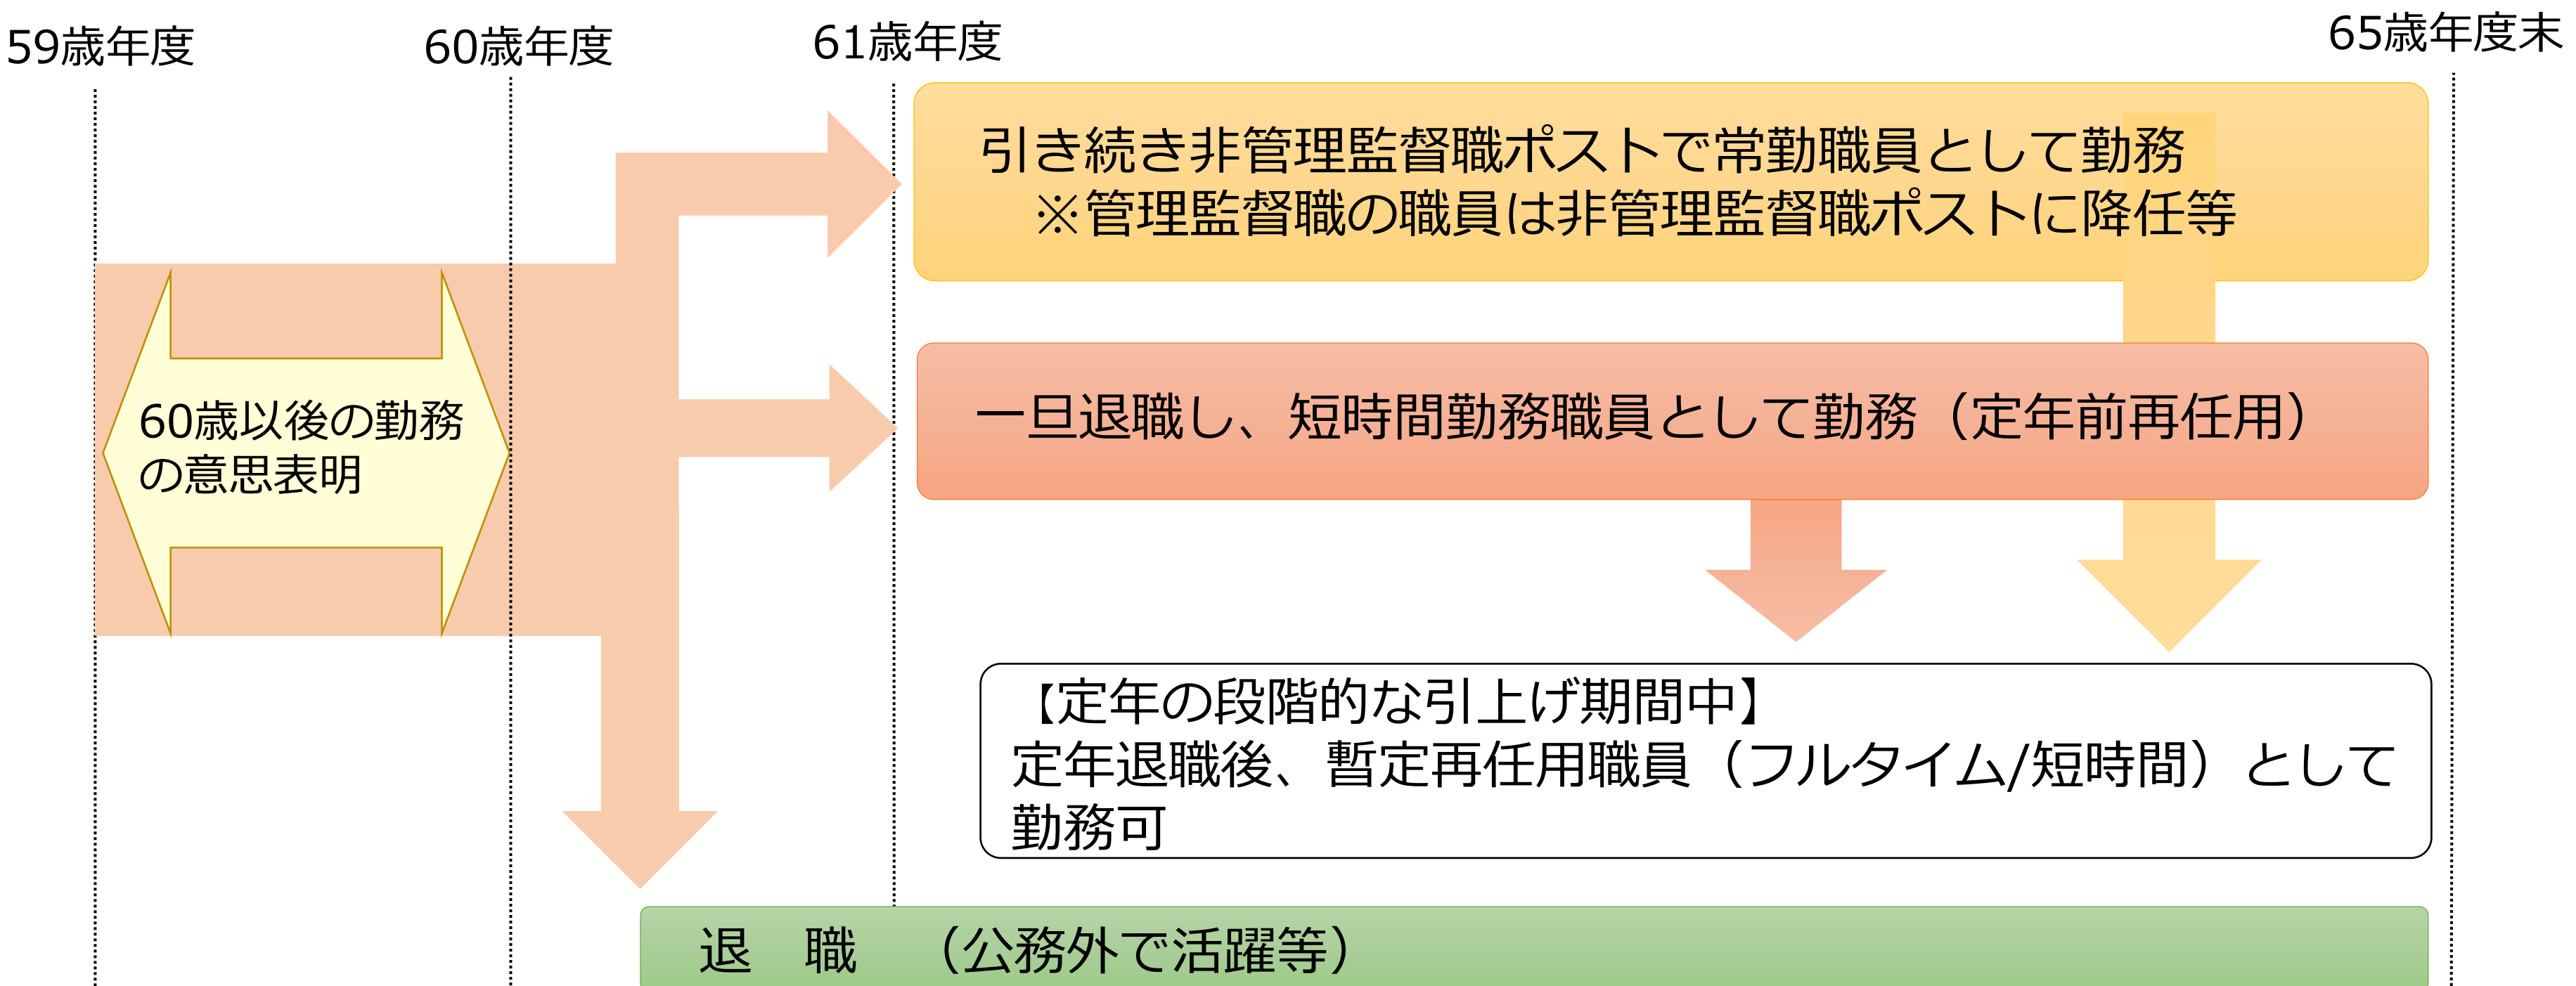 59歳年度
60歳年度
61歳年度
65歳年度末
引き続き非管理監督職ポストで常勤職員として勤務
※管理監督職の職員は非管理監督職ポストに降任等
60歳以後の勤務
の意思表明
一旦退職し、短時間勤務職員として勤務（定年前再任用）
【定年の段階的な引上げ期間中】
定年退職後、暫定再任用職員（フルタイム/短時間）として
勤務可
退　職　（公務外で活躍等）